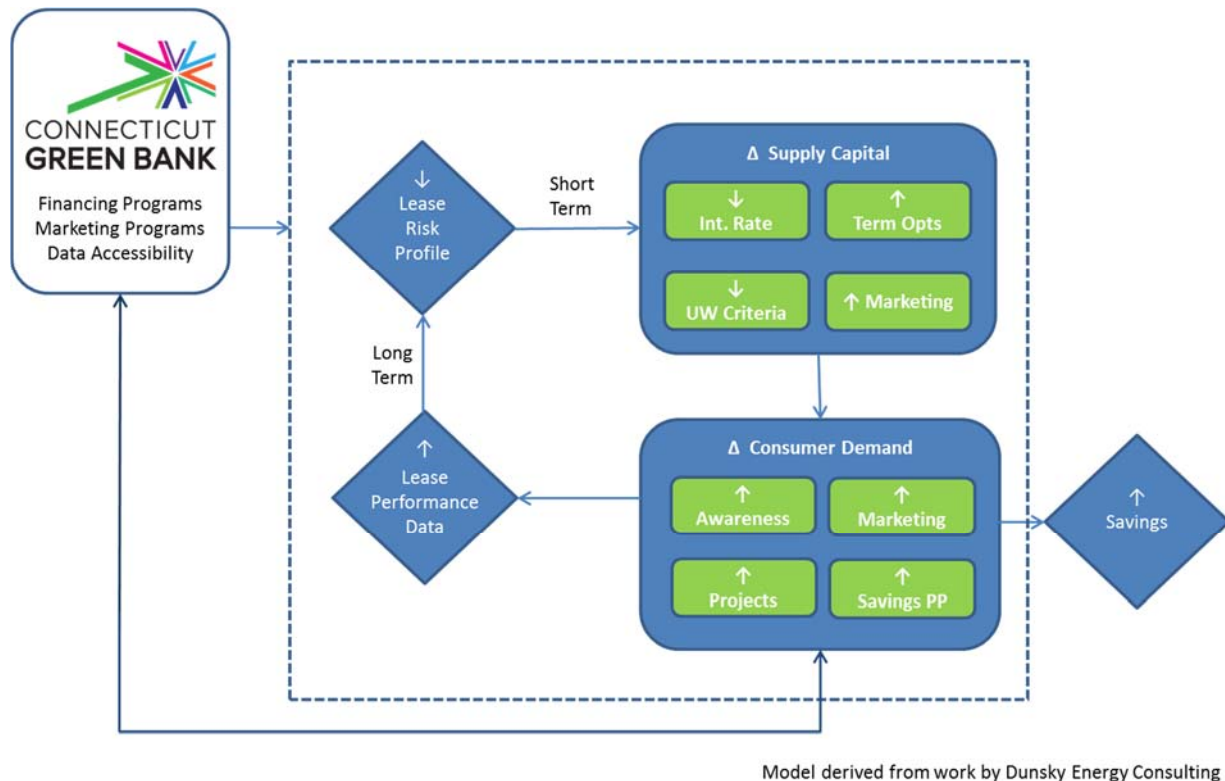 CONNECTICUT
GREEN BANK
Financing Programs
Marketing Programs
Data Accessibility
↓
Lease
Risk
Profile
Short
Term
Δ Supply Capital
↓
Int. Rate
↑
Term Opts
↓
UW Criteria
↑ Marketing
Long
Term
↑
Lease
Performance
Data
Δ Consumer Demand
↑
Awareness
↑
Marketing
↑
Projects
↑
Savings PP
↑
Savings
Model derived from work by Dunsky Energy Consulting